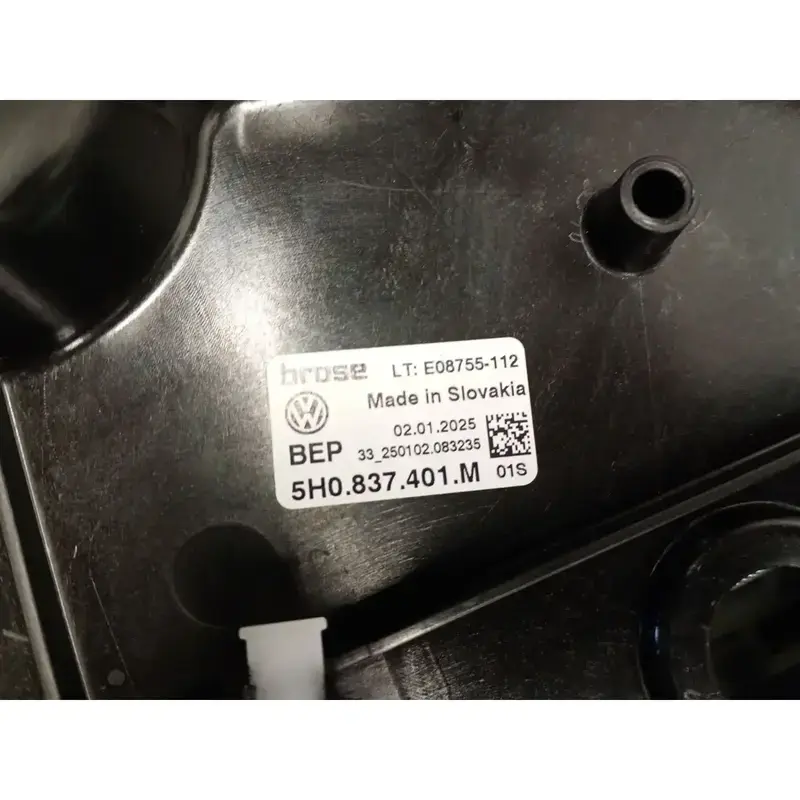 brose LT: E08755-112
Made in Slovakia
02.01.2025
BEP 33_250102.083235
5H0.837.401.M 01S